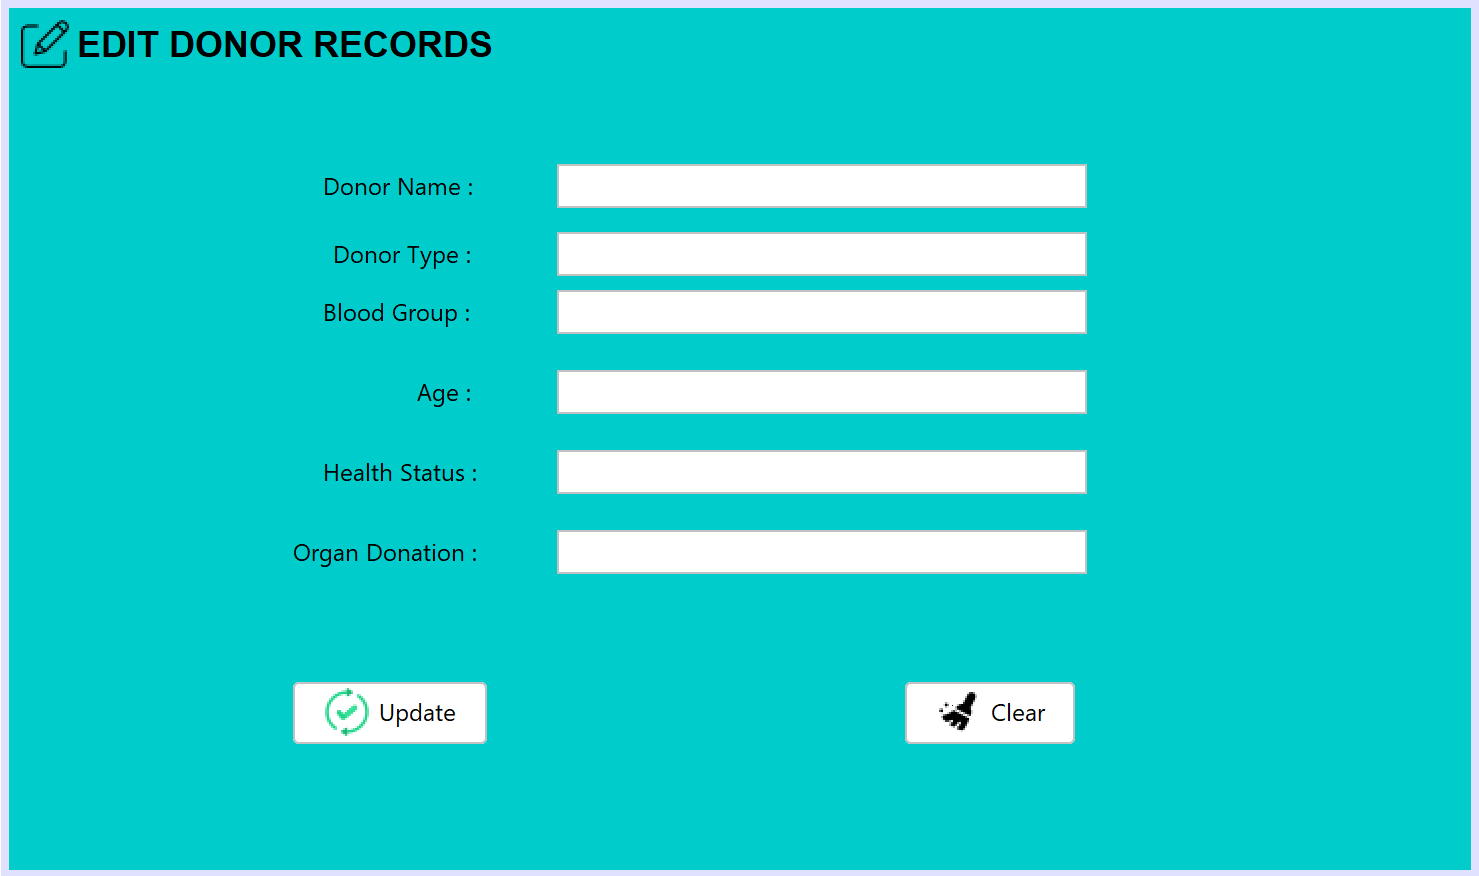 EDIT DONOR RECORDS
Donor Name :
Donor Type :
Blood Group :
Age :
Health Status :
Organ Donation :
Update
Clear